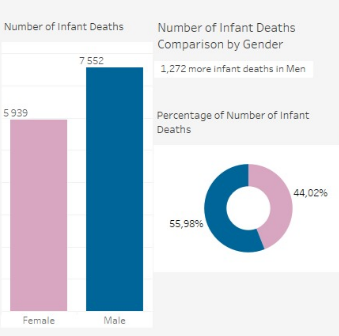 Number of Infant Deaths
7 552
5 939
Female
Male
Number of Infant Deaths
Comparison by Gender
1,272 more infant deaths in Men
Percentage of Number of Infant
Deaths
44,02%
55,98%